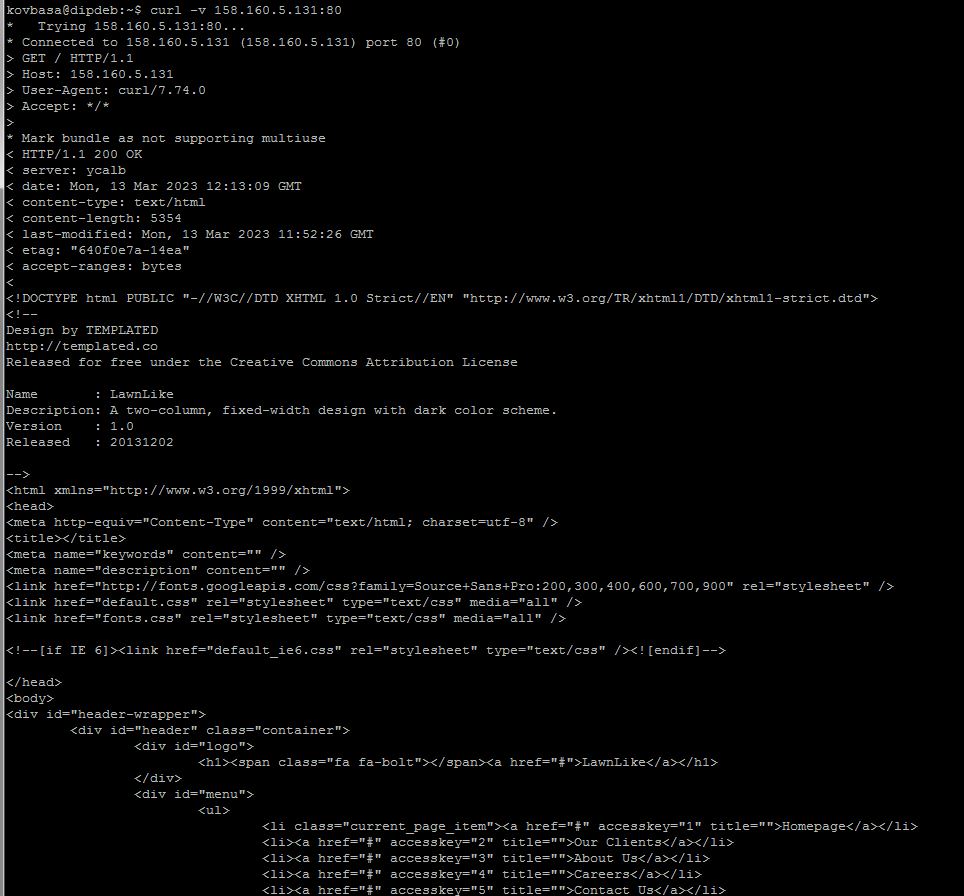 kovbasa@dipdeb:~$ curl -v 158.160.5.131:80
*   Trying 158.160.5.131:80...
* Connected to 158.160.5.131 (158.160.5.131) port 80 (#0)
> GET / HTTP/1.1
> Host: 158.160.5.131
> User-Agent: curl/7.74.0
> Accept: */*
>
* Mark bundle as not supporting multiuse
< HTTP/1.1 200 OK
< server: ycalb
< date: Mon, 13 Mar 2023 12:13:09 GMT
< content-type: text/html
< content-length: 5354
< last-modified: Mon, 13 Mar 2023 11:52:26 GMT
< etag: "640f0e7a-14ea"
< accept-ranges: bytes
<
<!DOCTYPE html PUBLIC "-//W3C//DTD XHTML 1.0 Strict//EN" "http://www.w3.org/TR/xhtml1/DTD/xhtml1-strict.dtd">
<!--
Design by TEMPLATED
http://templated.co
Released for free under the Creative Commons Attribution License

Name       : LawnLike
Description: A two-column, fixed-width design with dark color scheme.
Version    : 1.0
Released   : 20131202

-->
<html xmlns="http://www.w3.org/1999/xhtml">
<head>
<meta http-equiv="Content-Type" content="text/html; charset=utf-8" />
<title></title>
<meta name="keywords" content="" />
<meta name="description" content="" />
<link href="http://fonts.googleapis.com/css?family=Source+Sans+Pro:200,300,400,600,700,900" rel="stylesheet" />
<link href="default.css" rel="stylesheet" type="text/css" media="all" />
<link href="fonts.css" rel="stylesheet" type="text/css" media="all" />

<!--[if IE 6]><link href="default_ie6.css" rel="stylesheet" type="text/css" /><![endif]-->

</head>
<body>
<div id="header-wrapper">
        <div id="header" class="container">
                <div id="logo">
                        <h1><span class="fa fa-bolt"></span><a href="#">LawnLike</a></h1>
                </div>
                <div id="menu">
                        <ul>
                                <li class="current_page_item"><a href="#" accesskey="1" title="">Homepage</a></li>
                                <li><a href="#" accesskey="2" title="">Our Clients</a></li>
                                <li><a href="#" accesskey="3" title="">About Us</a></li>
                                <li><a href="#" accesskey="4" title="">Careers</a></li>
                                <li><a href="#" accesskey="5" title="">Contact Us</a></li>